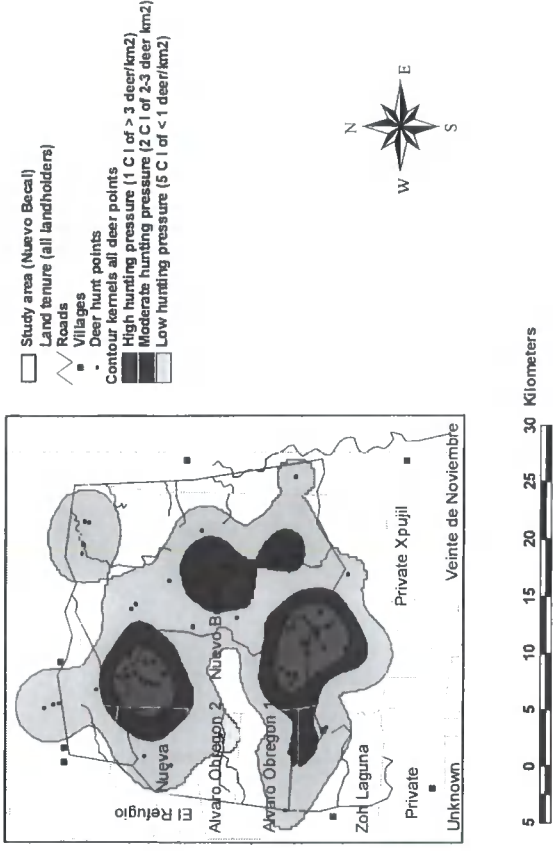 Study area (Nuevo Becal)
Land tenure (all landholders)
Roads
Villages
Deer hunt points
Contour kernels all deer points
High hunting pressure (1 C I of > 3 deer/km2)
Moderate hunting pressure (2 C I of 2-3 deer km2)
Low hunting pressure (5 C I of < 1 deer/km2)
N
W
E
S
El Refugio
Nueva
Alvaro Obregon 2
Nuevo B
Alvaro Obregon 1
Zoh Laguna
Private Xpujil
Private
Unknown
Veinte de Noviembre
5 0 5 10 15 20 25 30 Kilometers